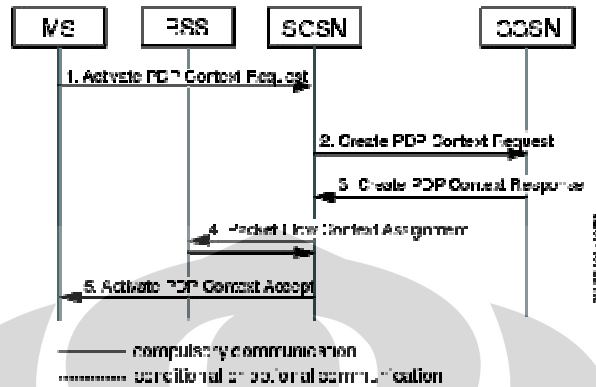 MS
BSS
SGSN
GGSN
1. Activate PDP Context Request
2. Create PDP Context Request
3. Create PDP Context Response
4. Packet Flow Context Assignment
5. Activate PDP Context Accept
compulsory communication
conditional or optional communication